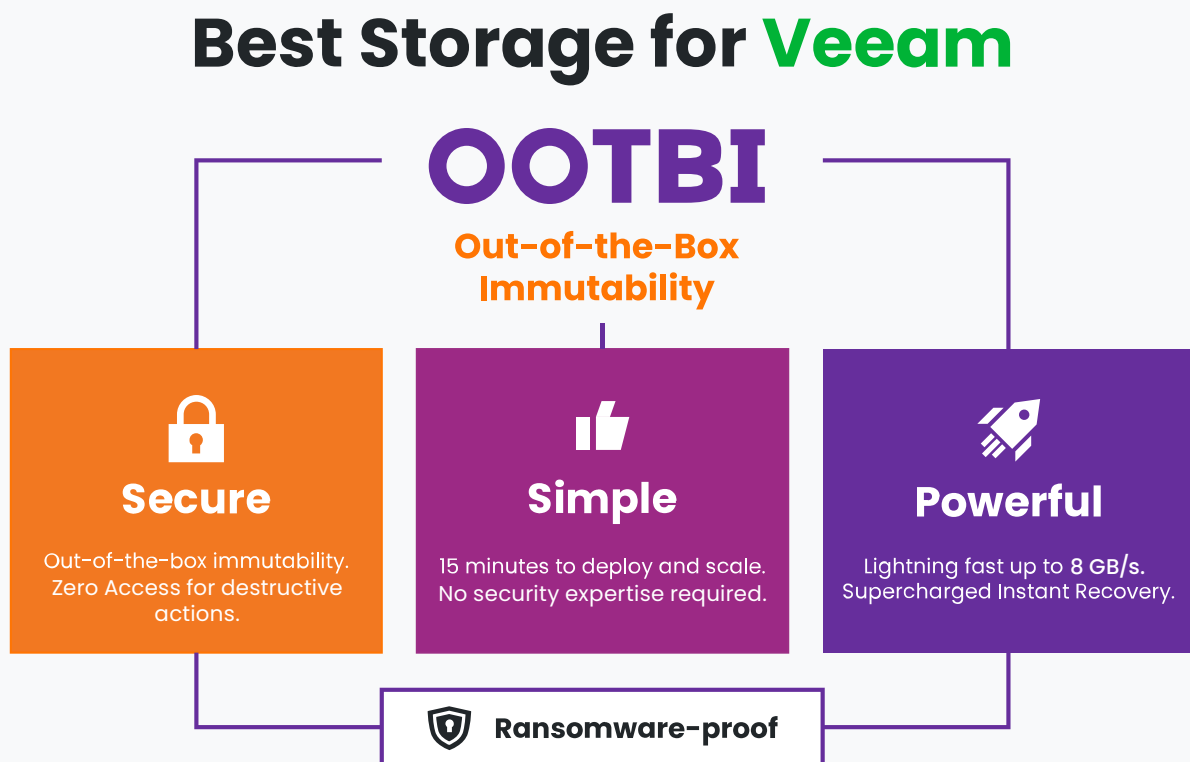 Best Storage for Veeam
OOTBI
Out-of-the-Box
Immutability
Secure
Out-of-the-box immutability.
Zero Access for destructive
actions.
Simple
15 minutes to deploy and scale.
No security expertise required.
Powerful
Lightning fast up to 8 GB/s.
Supercharged Instant Recovery.
Ransomware-proof